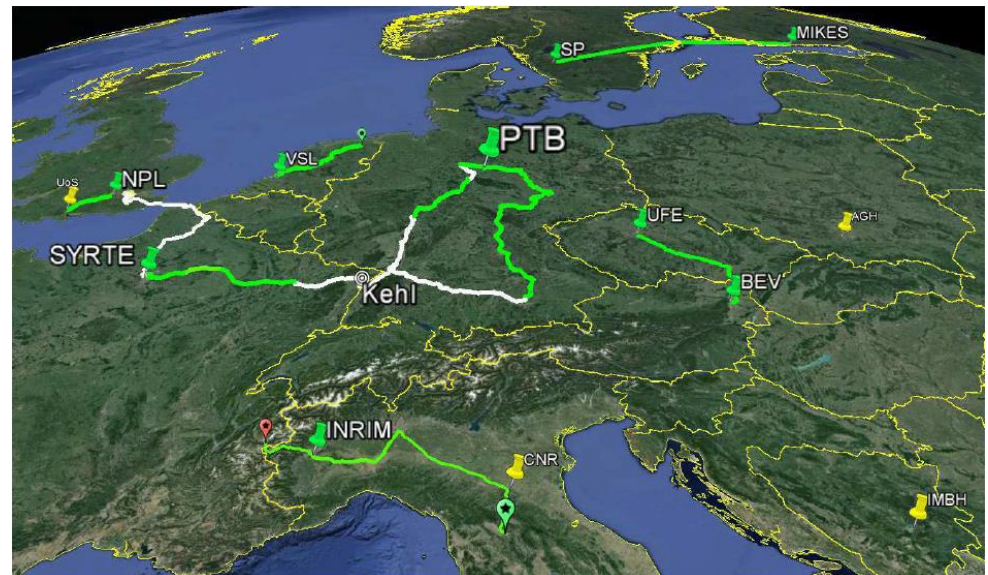 MIKES
SP
PTB
VSL
UoS
NPL
UFE
AGH
SYRTE
Kehl
BEV
INRIM
CNR
IMBH